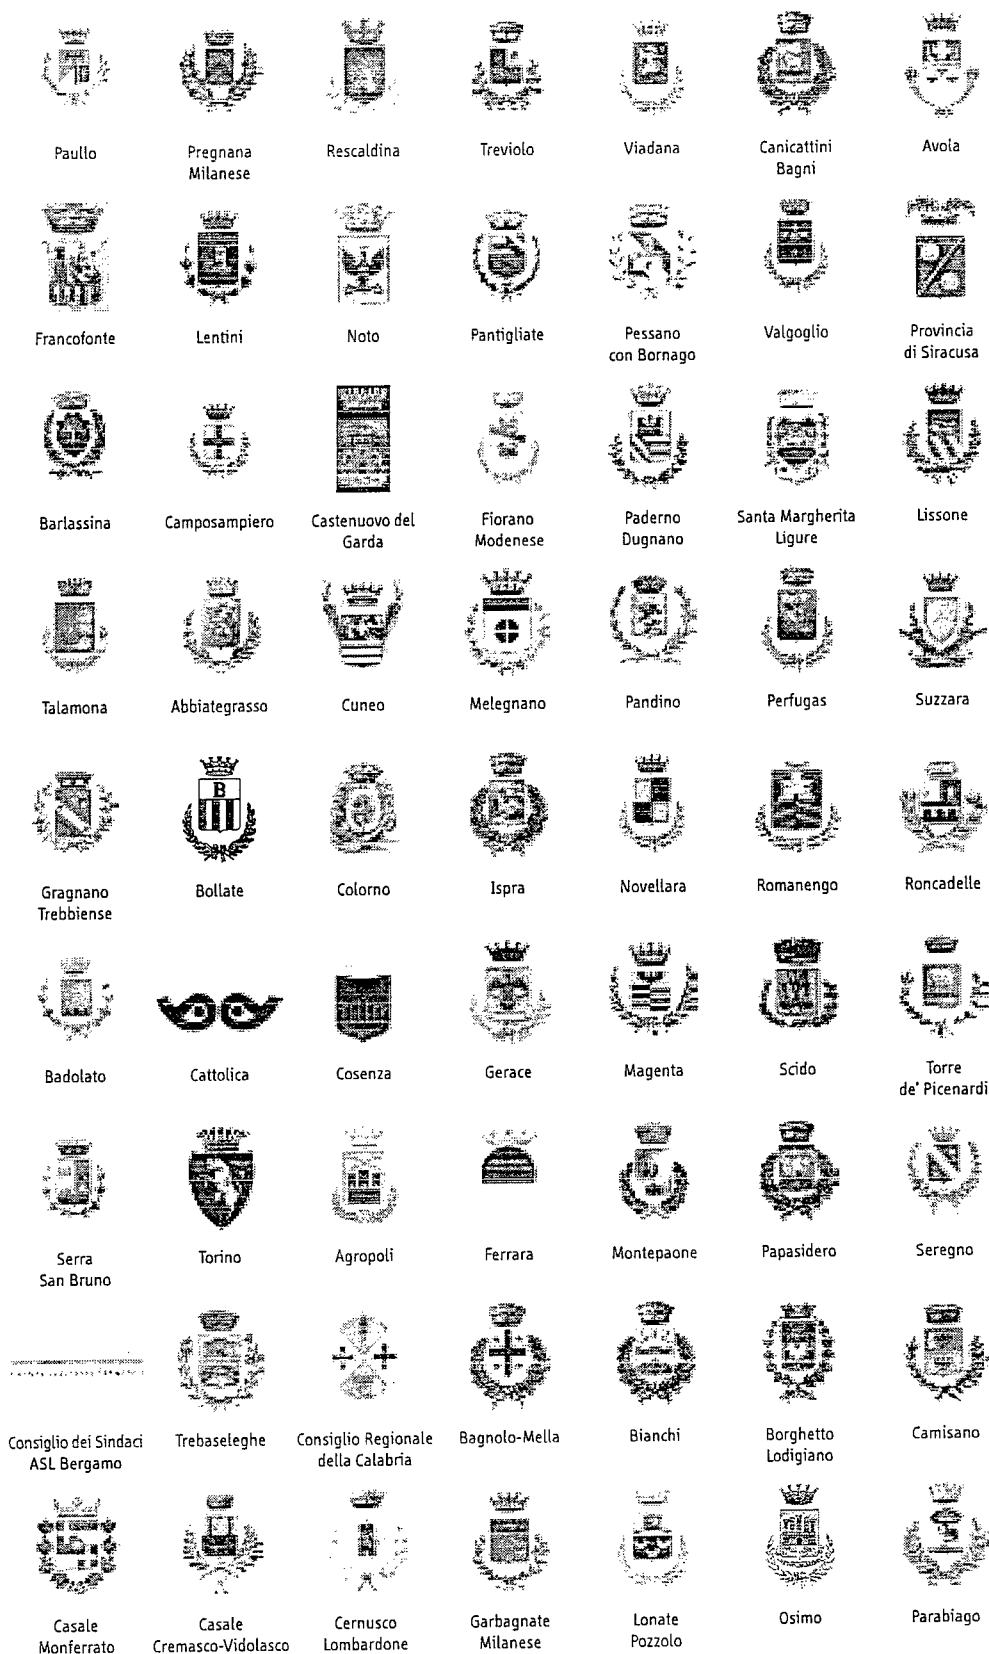 Paullo
Pregnana
Milanese
Rescaldina
Treviolo
Viadana
Canicattini
Bagni
Avola
Francofonte
Lentini
Noto
Pantigliate
Pessano
con Bornago
Valgoglio
Provincia
di Siracusa
Barlassina
Camposampiero
Castenuovo del
Garda
Fiorano
Modenese
Paderno
Dugnano
Santa Margherita
Ligure
Lissone
Talamona
Abbiategrasso
Cuneo
Melegnano
Pandino
Perfugas
Suzzara
B
Gragnano
Trebbiense
Bollate
Colorno
Ispra
Novellara
Romanengo
Roncadelle
Badolato
Cattolica
Cosenza
Gerace
Magenta
Scido
Torre
de' Picenardi
Serra
San Bruno
Torino
Agropoli
Ferrara
Montepaone
Papasidero
Seregno
Consiglio dei Sindaci
ASL Bergamo
Trebaseleghe
Consiglio Regionale
della Calabria
Bagnolo-Mella
Bianchi
Borghetto
Lodigiano
Camisano
Casale
Monferrato
Casale
Cremasco-Vidolasco
Cernusco
Lombardone
Garbagnate
Milanese
Lonate
Pozzolo
Osimo
Parabiago